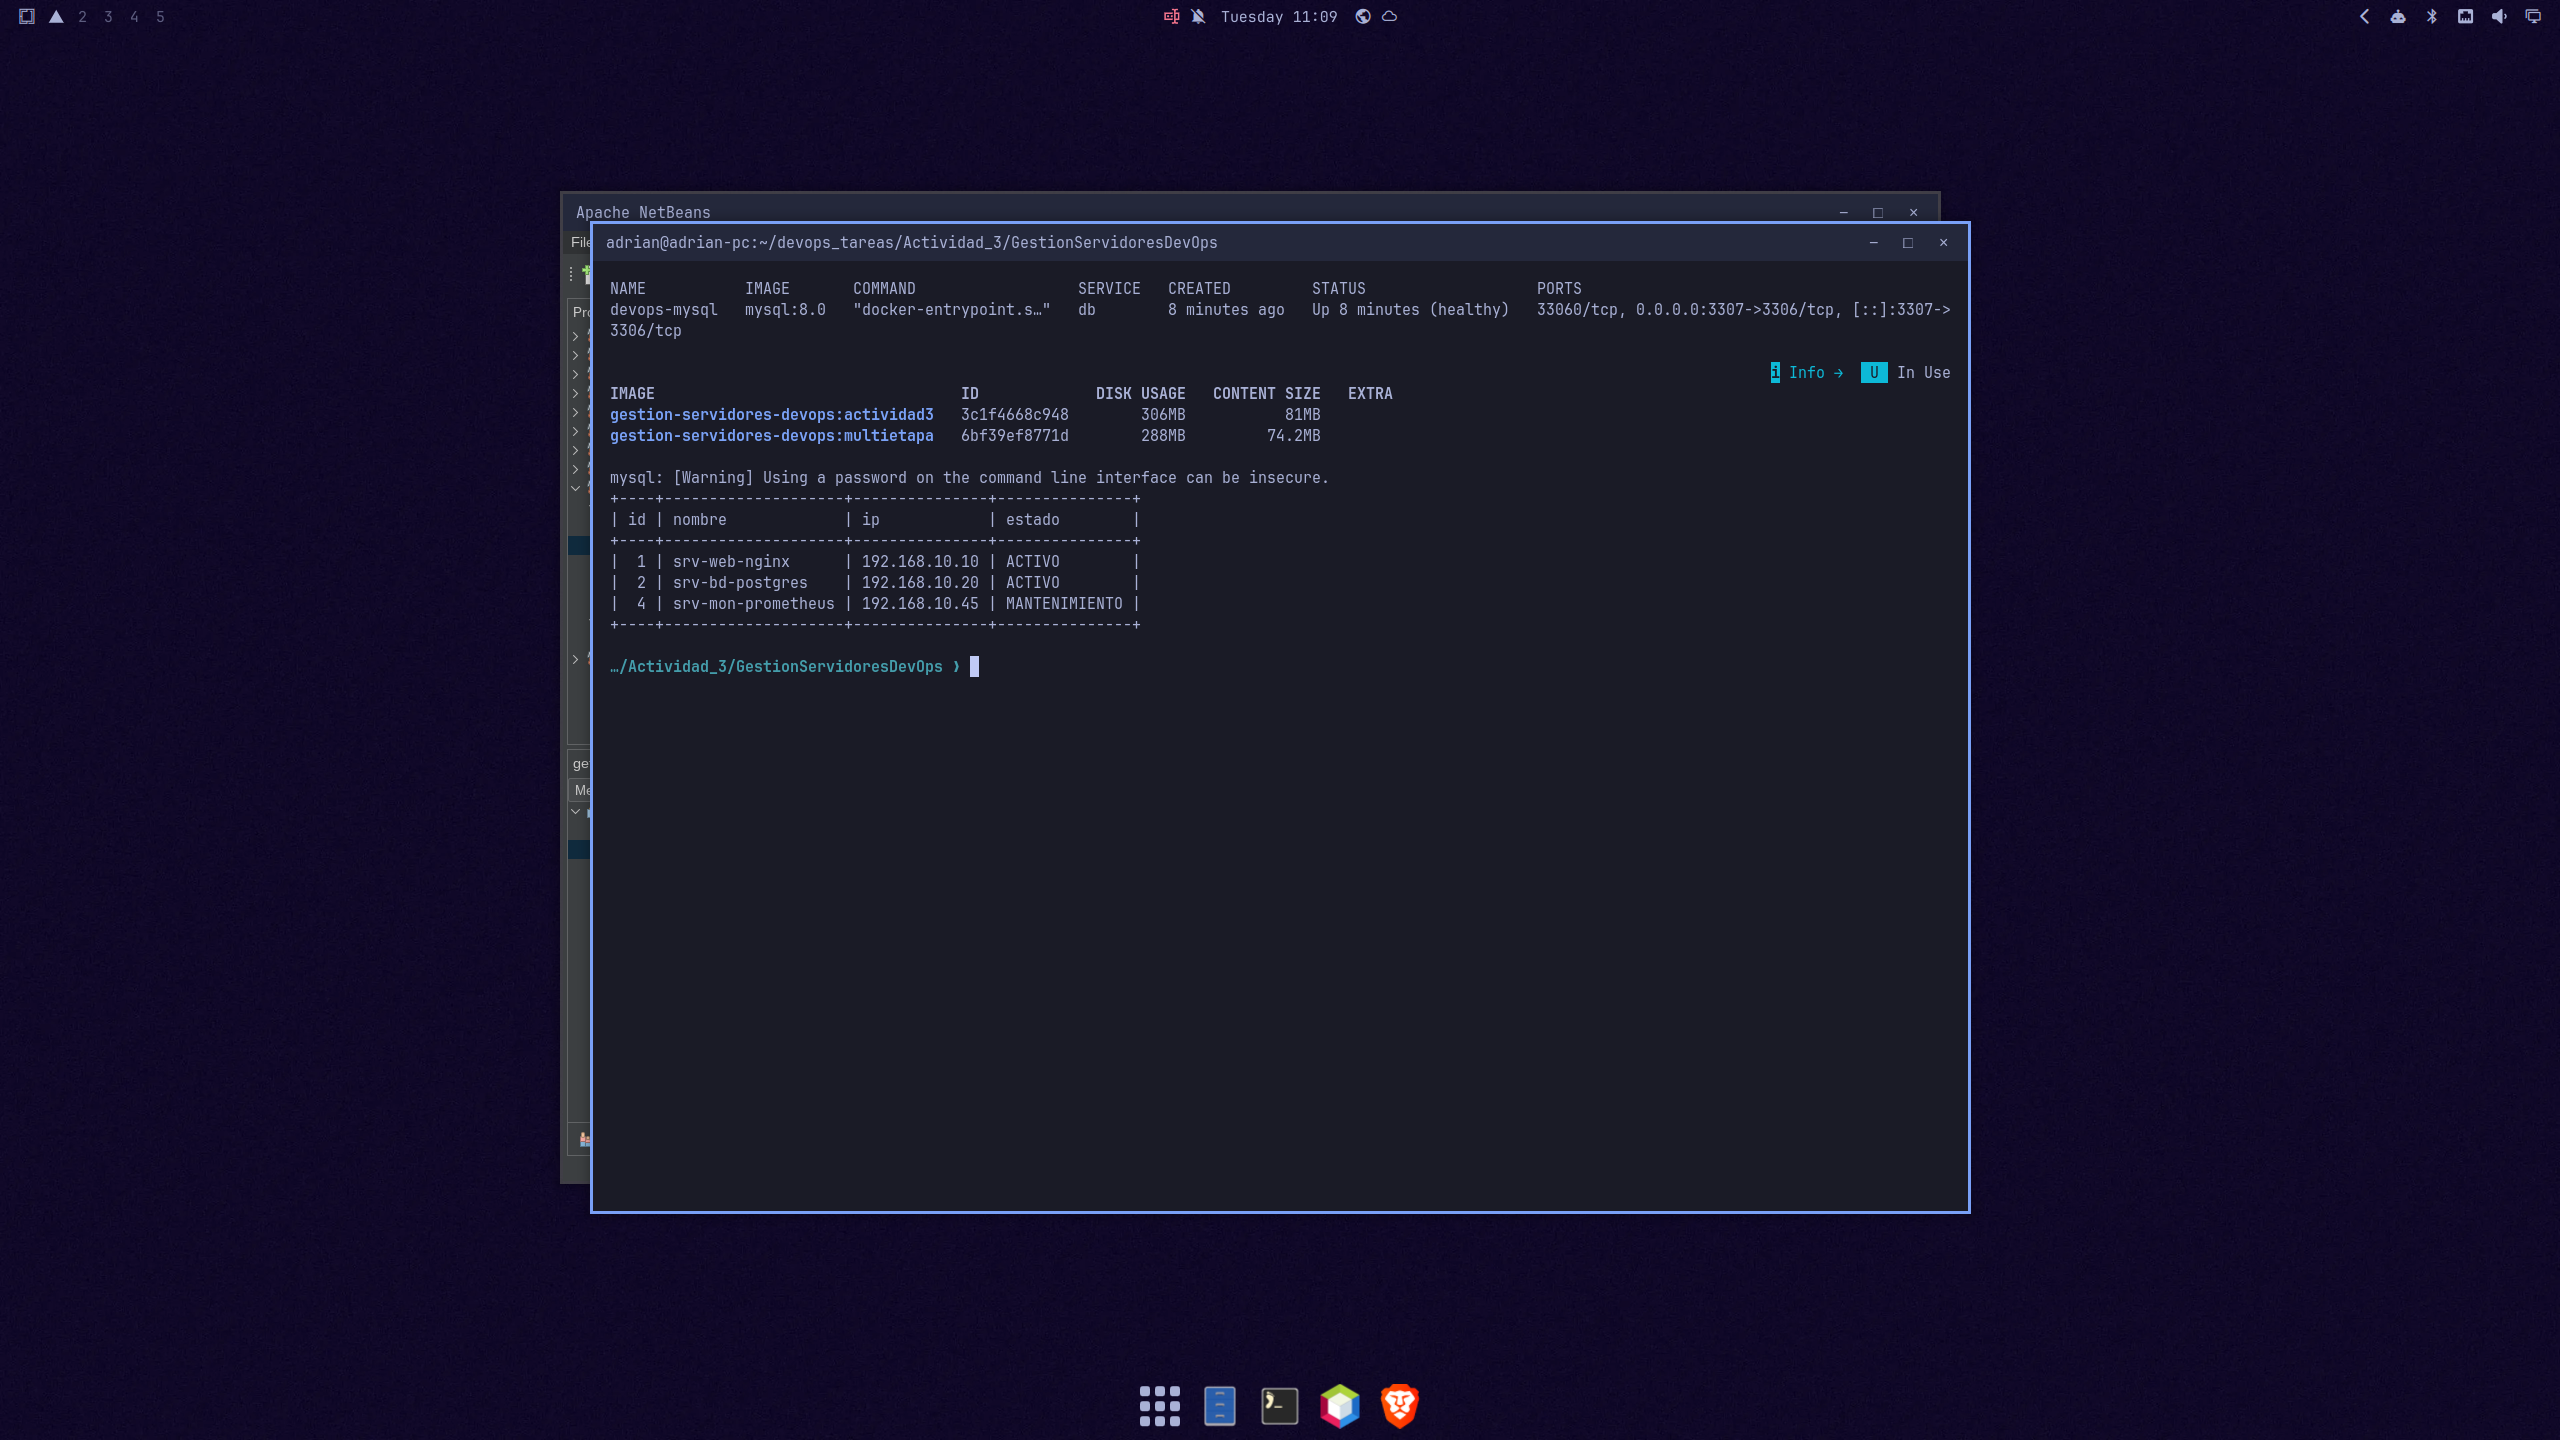 2 3 4 5
Tuesday 11:09
Apache NetBeans
File
adrian@adrian-pc:~/devops_tareas/Actividad_3/GestionServidoresDevOps
NAME IMAGE COMMAND SERVICE CREATED STATUS PORTS
devops-mysql mysql:8.0 "docker-entrypoint.s…" db 8 minutes ago Up 8 minutes (healthy) 33060/tcp, 0.0.0.0:3307->3306/tcp, [::]:3307->
3306/tcp
i Info → U In Use
IMAGE ID DISK USAGE CONTENT SIZE EXTRA
gestion-servidores-devops:actividad3 3c1f4668c948 306MB 81MB
gestion-servidores-devops:multietapa 6bf39ef8771d 288MB 74.2MB
mysql: [Warning] Using a password on the command line interface can be insecure.
+----+--------------------+---------------+---------------+
| id | nombre | ip | estado |
+----+--------------------+---------------+---------------+
| 1 | srv-web-nginx | 192.168.10.10 | ACTIVO |
| 2 | srv-bd-postgres | 192.168.10.20 | ACTIVO |
| 4 | srv-mon-prometheus | 192.168.10.45 | MANTENIMIENTO |
+----+--------------------+---------------+---------------+
…/Actividad_3/GestionServidoresDevOps ❯